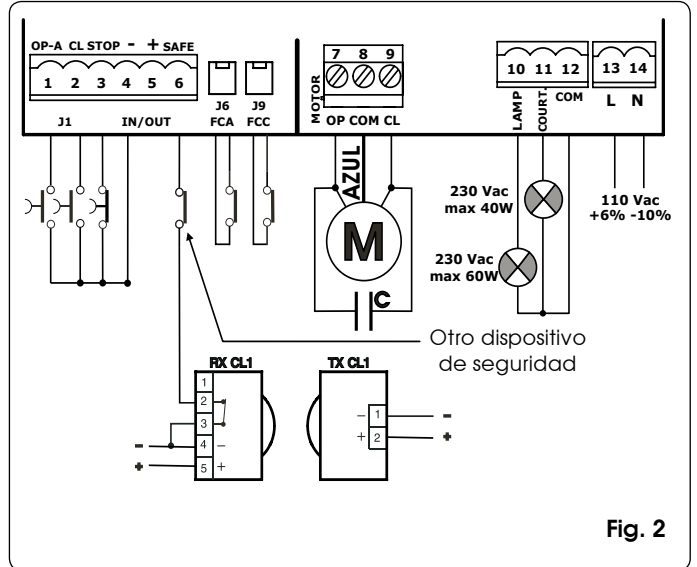 OP-A CL STOP - + SAFE
1 2 3 4 5 6
J1 IN/OUT
J6
FCA
J9
FCC
MOTOR
7 8 9
OP COM CL
AZUL
M
C
10 11 12
LAMP
COURT.
COM
13 14
L N
230 Vac
max 40W
230 Vac
max 60W
110 Vac
+6% -10%
Otro dispositivo
de seguridad
RX CL1
1
2
3
- 4 -
+ 5 +
TX CL1
- 1 -
+ 2 +
Fig. 2